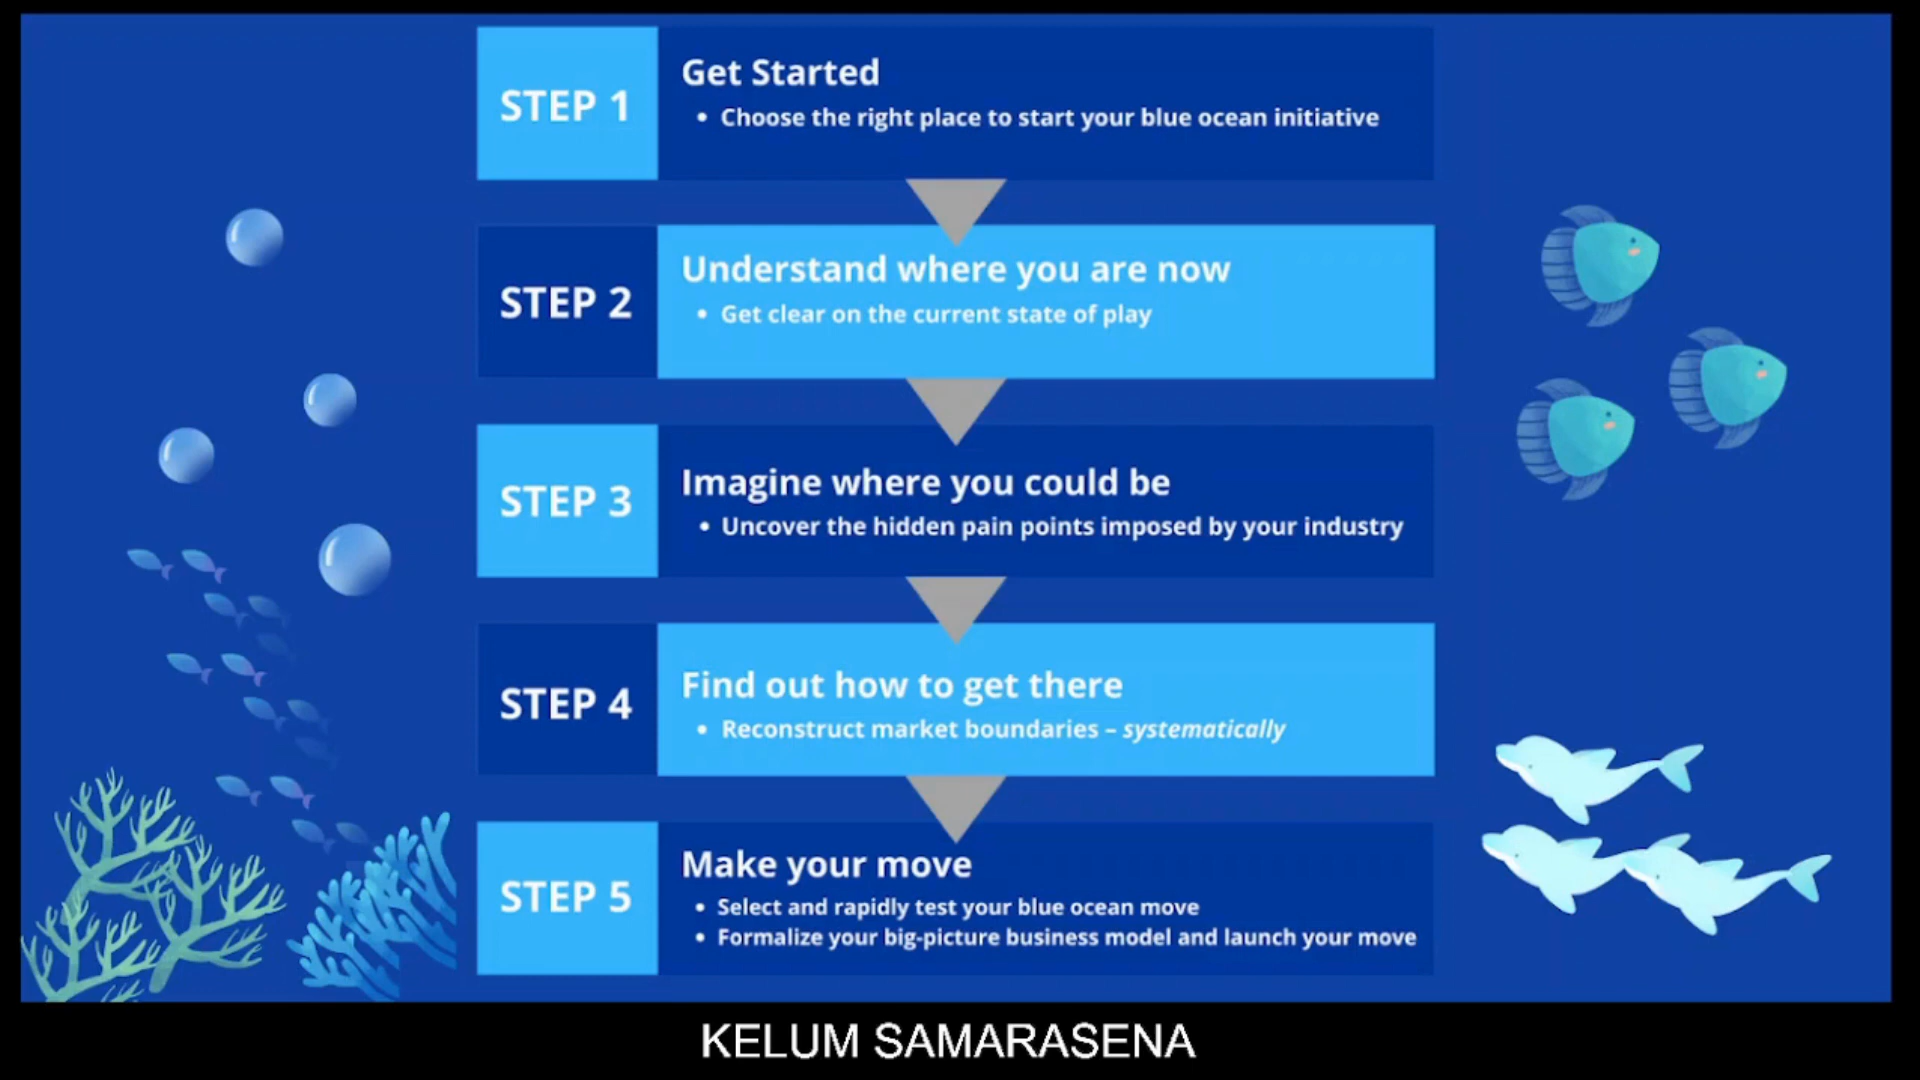 STEP 1
Get Started
• Choose the right place to start your blue ocean initiative
STEP 2
Understand where you are now
• Get clear on the current state of play
STEP 3
Imagine where you could be
• Uncover the hidden pain points imposed by your industry
STEP 4
Find out how to get there
• Reconstruct market boundaries – systematically
STEP 5
Make your move
• Select and rapidly test your blue ocean move
• Formalize your big-picture business model and launch your move
KELUM SAMARASENA